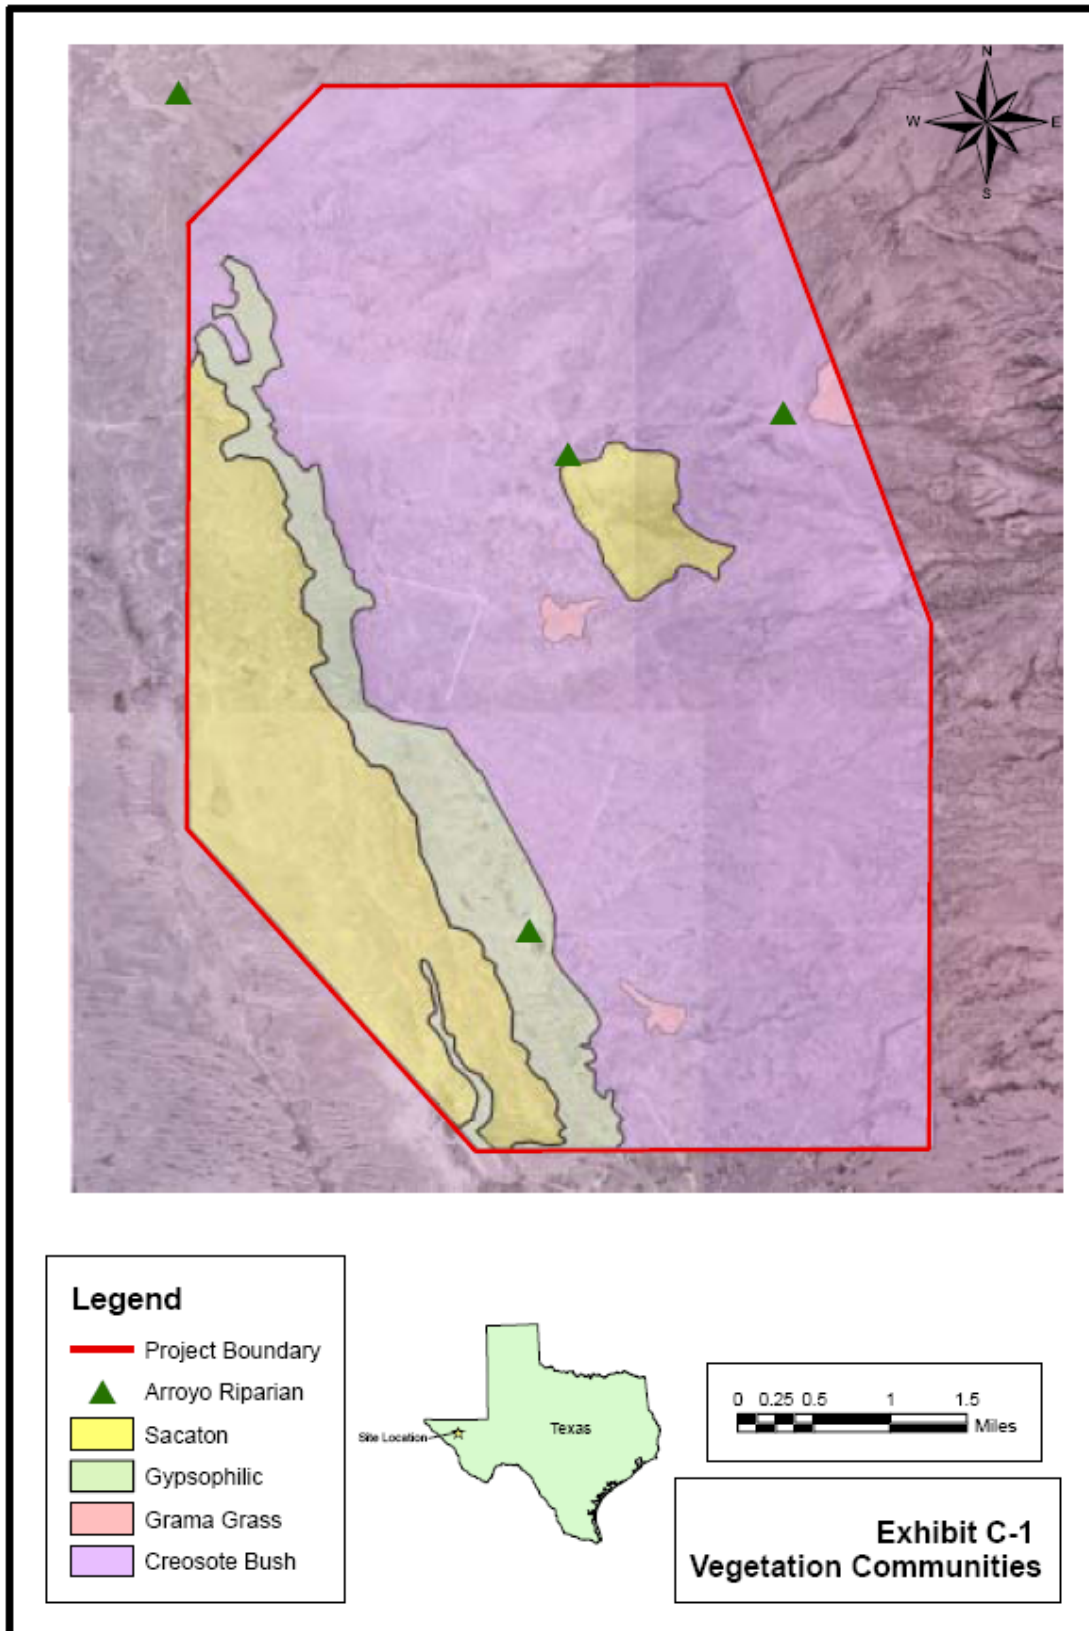 N
W E
S
Legend
Project Boundary
Arroyo Riparian
Sacaton
Gypsophilic
Grama Grass
Creosote Bush
Site Location
Texas
0 0.25 0.5 1 1.5
Miles
Exhibit C-1
Vegetation Communities